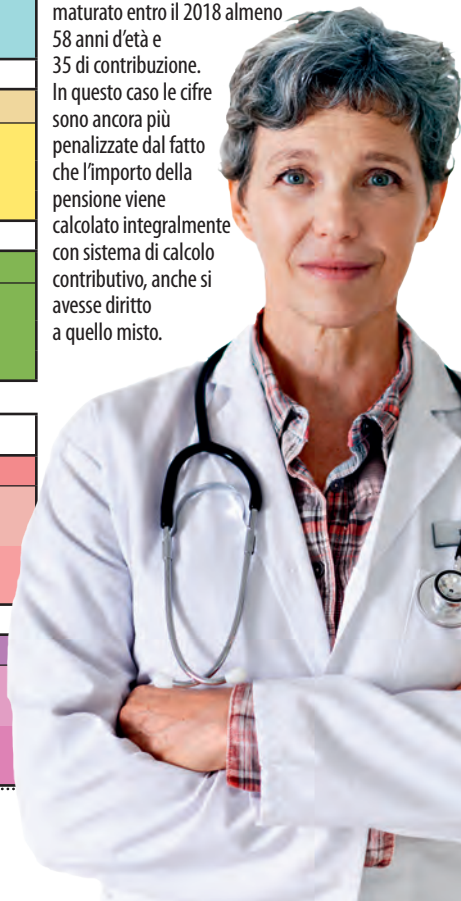 maturato entro il 2018 almeno
58 anni d'età e
35 di contribuzione.
In questo caso le cifre
sono ancora più
penalizzate dal fatto
che l'importo della
pensione viene
calcolato integralmente
con sistema di calcolo
contributivo, anche si
avesse diritto
a quello misto.